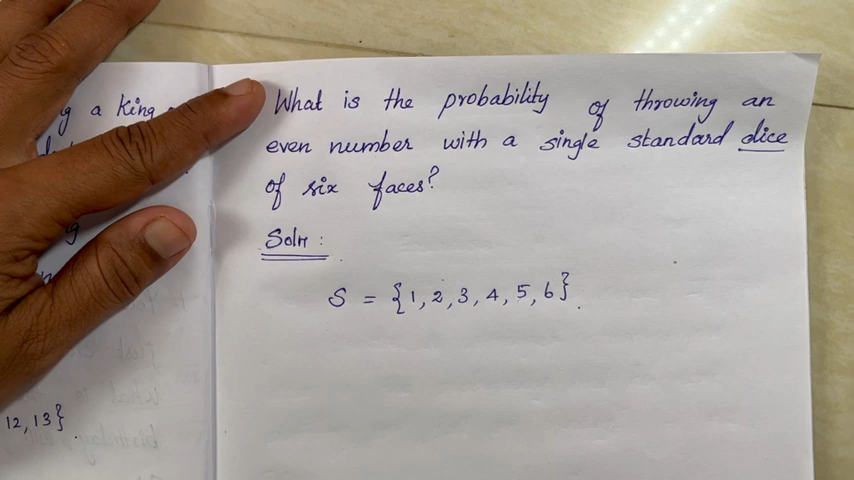 a King
12, 13}
What is the probability of throwing an
even number with a single standard dice
of six faces?
Soln :
S = {1, 2, 3, 4, 5, 6}.